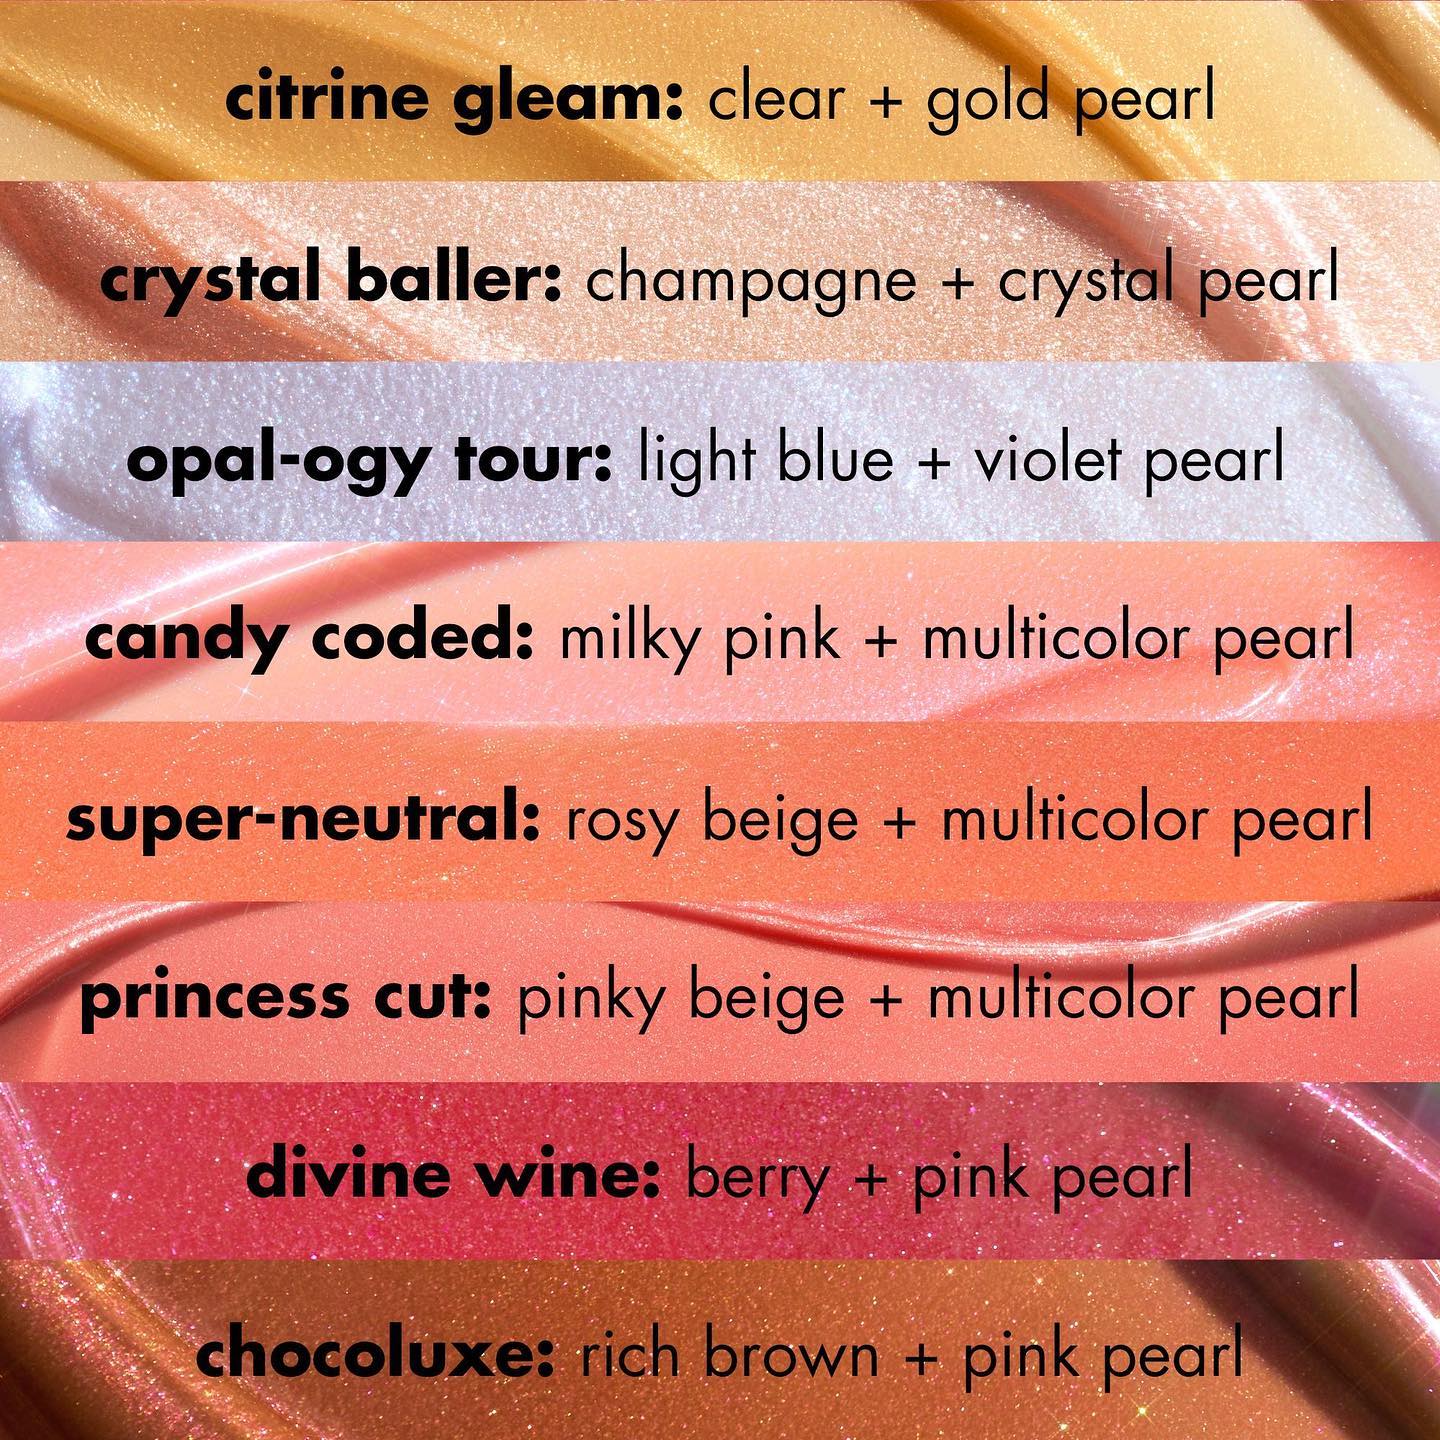 citrine gleam: clear + gold pearl
crystal baller: champagne + crystal pearl
opal-ogy tour: light blue + violet pearl
candy coded: milky pink + multicolor pearl
super-neutral: rosy beige + multicolor pearl
princess cut: pinky beige + multicolor pearl
divine wine: berry + pink pearl
chocoluxe: rich brown + pink pearl